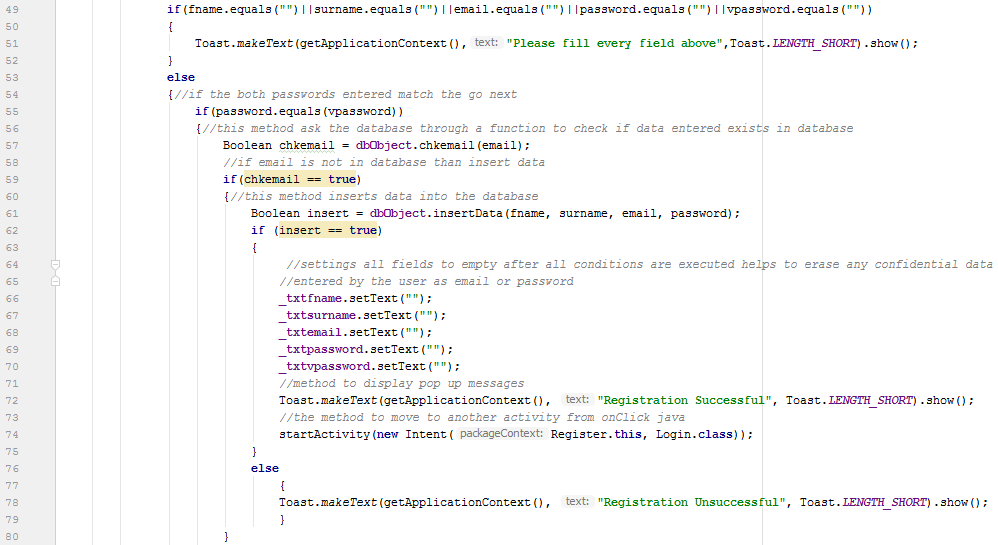 49 if(fname.equals("")||surname.equals("")||email.equals("")||password.equals("")||vpassword.equals(""))
50 {
51 Toast.makeText(getApplicationContext(), text: "Please fill every field above",Toast.LENGTH_SHORT).show();
52 }
53 else
54 {//if the both passwords entered match the go next
55 if(password.equals(vpassword))
56 {//this method ask the database through a function to check if data entered exists in database
57 Boolean chkemail = dbObject.chkemail(email);
58 //if email is not in database than insert data
59 if(chkemail == true)
60 {//this method inserts data into the database
61 Boolean insert = dbObject.insertData(fname, surname, email, password);
62 if (insert == true)
63 {
64 //settings all fields to empty after all conditions are executed helps to erase any confidential data
65 //entered by the user as email or password
66 _txtfname.setText("");
67 _txtsurname.setText("");
68 _txtemail.setText("");
69 _txtpassword.setText("");
70 _txtvpassword.setText("");
71 //method to display pop up messages
72 Toast.makeText(getApplicationContext(), text: "Registration Successful", Toast.LENGTH_SHORT).show();
73 //the method to move to another activity from onClick java
74 startActivity(new Intent( packageContext: Register.this, Login.class));
75 }
76 else
77 {
78 Toast.makeText(getApplicationContext(), text: "Registration Unsuccessful", Toast.LENGTH_SHORT).show();
79 }
80 }